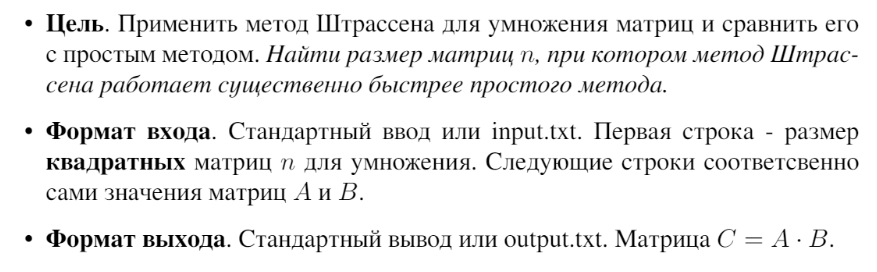 • Цель. Применить метод Штрассена для умножения матриц и сравнить его
с простым методом. Найти размер матриц n, при котором метод Штрас-
сена работает существенно быстрее простого метода.
• Формат входа. Стандартный ввод или input.txt. Первая строка - размер
квадратных матриц n для умножения. Следующие строки соответсвенно
сами значения матриц A и B.
• Формат выхода. Стандартный вывод или output.txt. Матрица C = A · B.